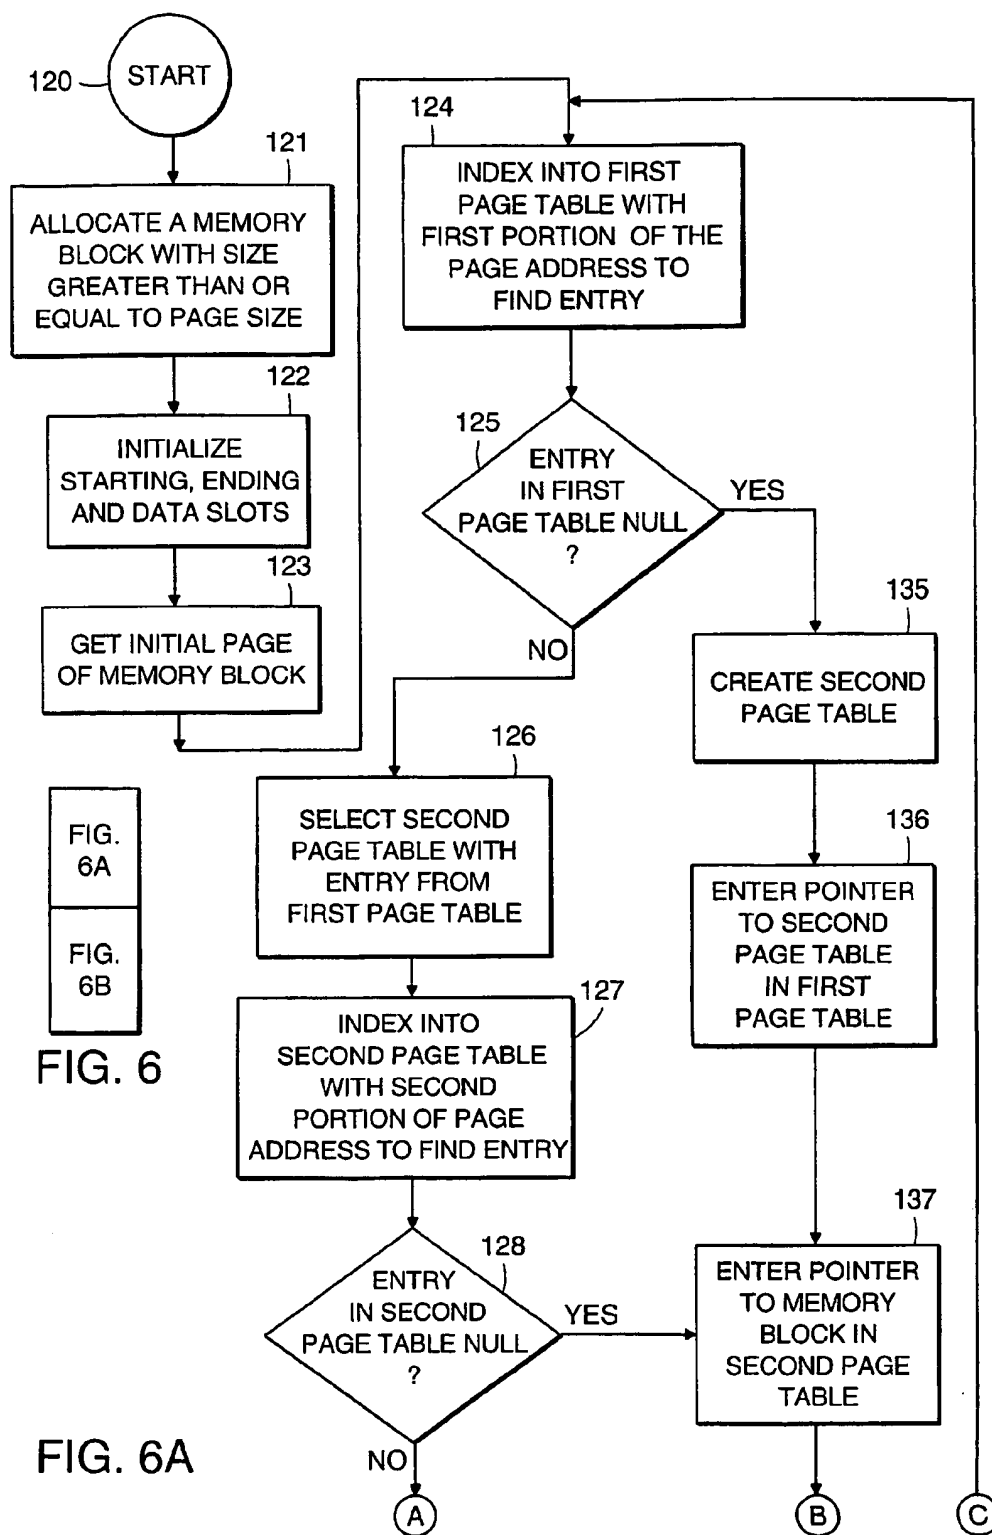 120
START
121
ALLOCATE A MEMORY
BLOCK WITH SIZE
GREATER THAN OR
EQUAL TO PAGE SIZE
122
INITIALIZE
STARTING, ENDING
AND DATA SLOTS
123
GET INITIAL PAGE
OF MEMORY BLOCK
124
INDEX INTO FIRST
PAGE TABLE WITH
FIRST PORTION OF THE
PAGE ADDRESS TO
FIND ENTRY
125
ENTRY
IN FIRST
PAGE TABLE NULL
?
YES
NO
126
SELECT SECOND
PAGE TABLE WITH
ENTRY FROM
FIRST PAGE TABLE
127
INDEX INTO
SECOND PAGE TABLE
WITH SECOND
PORTION OF PAGE
ADDRESS TO FIND ENTRY
128
ENTRY
IN SECOND
PAGE TABLE NULL
?
YES
NO
A
135
CREATE SECOND
PAGE TABLE
136
ENTER POINTER
TO SECOND
PAGE TABLE
IN FIRST
PAGE TABLE
137
ENTER POINTER
TO MEMORY
BLOCK IN
SECOND PAGE
TABLE
B
C
FIG.
6A
FIG.
6B
FIG. 6
FIG. 6A